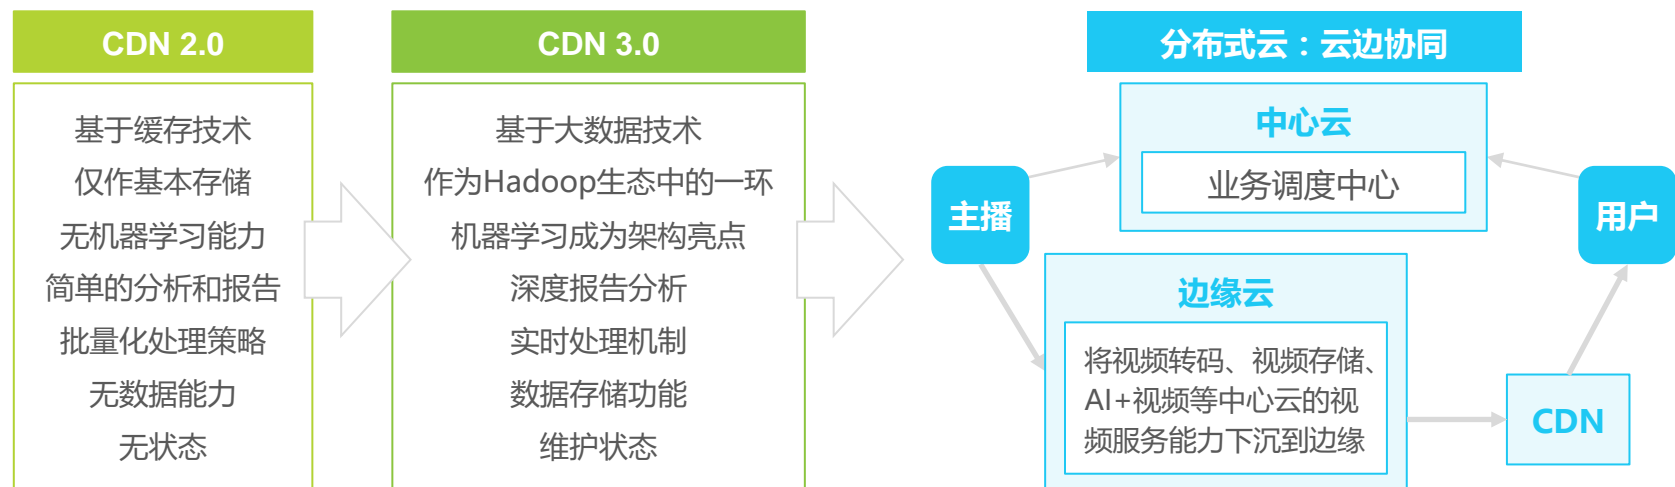 CDN 2.0
基于缓存技术
仅作基本存储
无机器学习能力
简单的分析和报告
批量化处理策略
无数据能力
无状态
CDN 3.0
基于大数据技术
作为Hadoop生态中的一环
机器学习成为架构亮点
深度报告分析
实时处理机制
数据存储功能
维护状态
分布式云：云边协同
中心云
业务调度中心
主播
用户
边缘云
将视频转码、视频存储、
AI+视频等中心云的视
频服务能力下沉到边缘
CDN